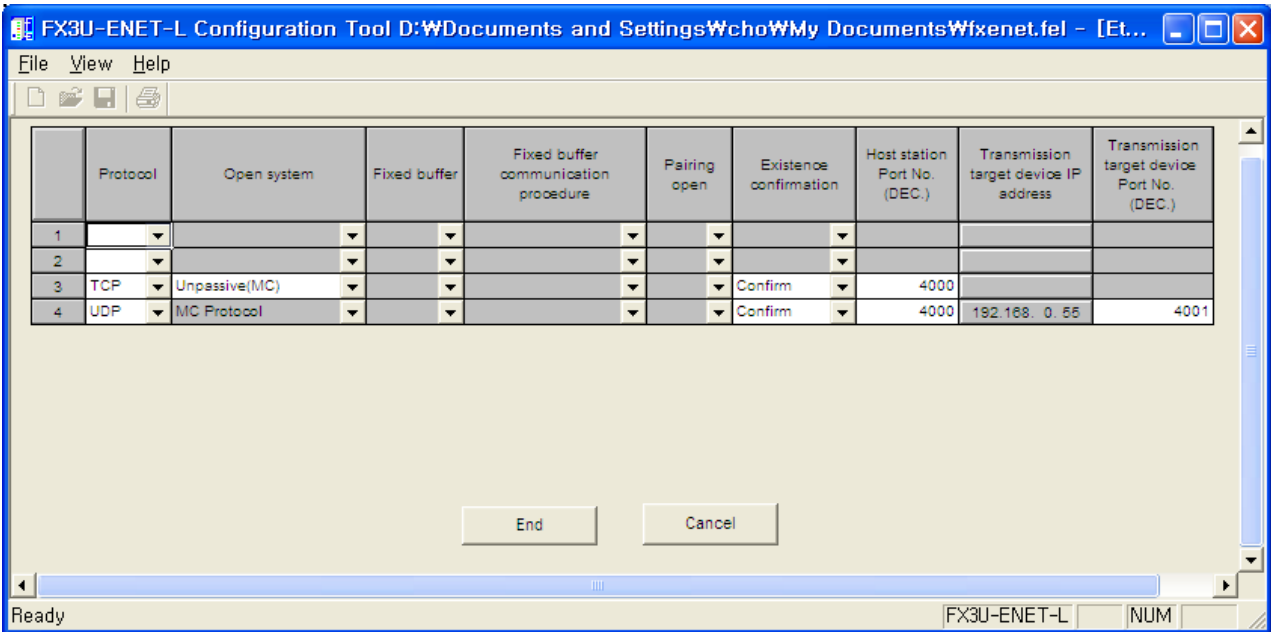 FX3U-ENET-L Configuration Tool D:₩Documents and Settings₩cho₩My Documents₩fxenet.fel - [Et...
File View Help
Protocol Open system Fixed buffer Fixed buffer communication procedure Pairing open Existence confirmation Host station Port No. (DEC.) Transmission target device IP address Transmission target device Port No. (DEC.)
1
2
3 TCP Unpassive(MC) Confirm 4000
4 UDP MC Protocol Confirm 4000 192.168. 0. 55 4001
End Cancel
Ready FX3U-ENET-L NUM